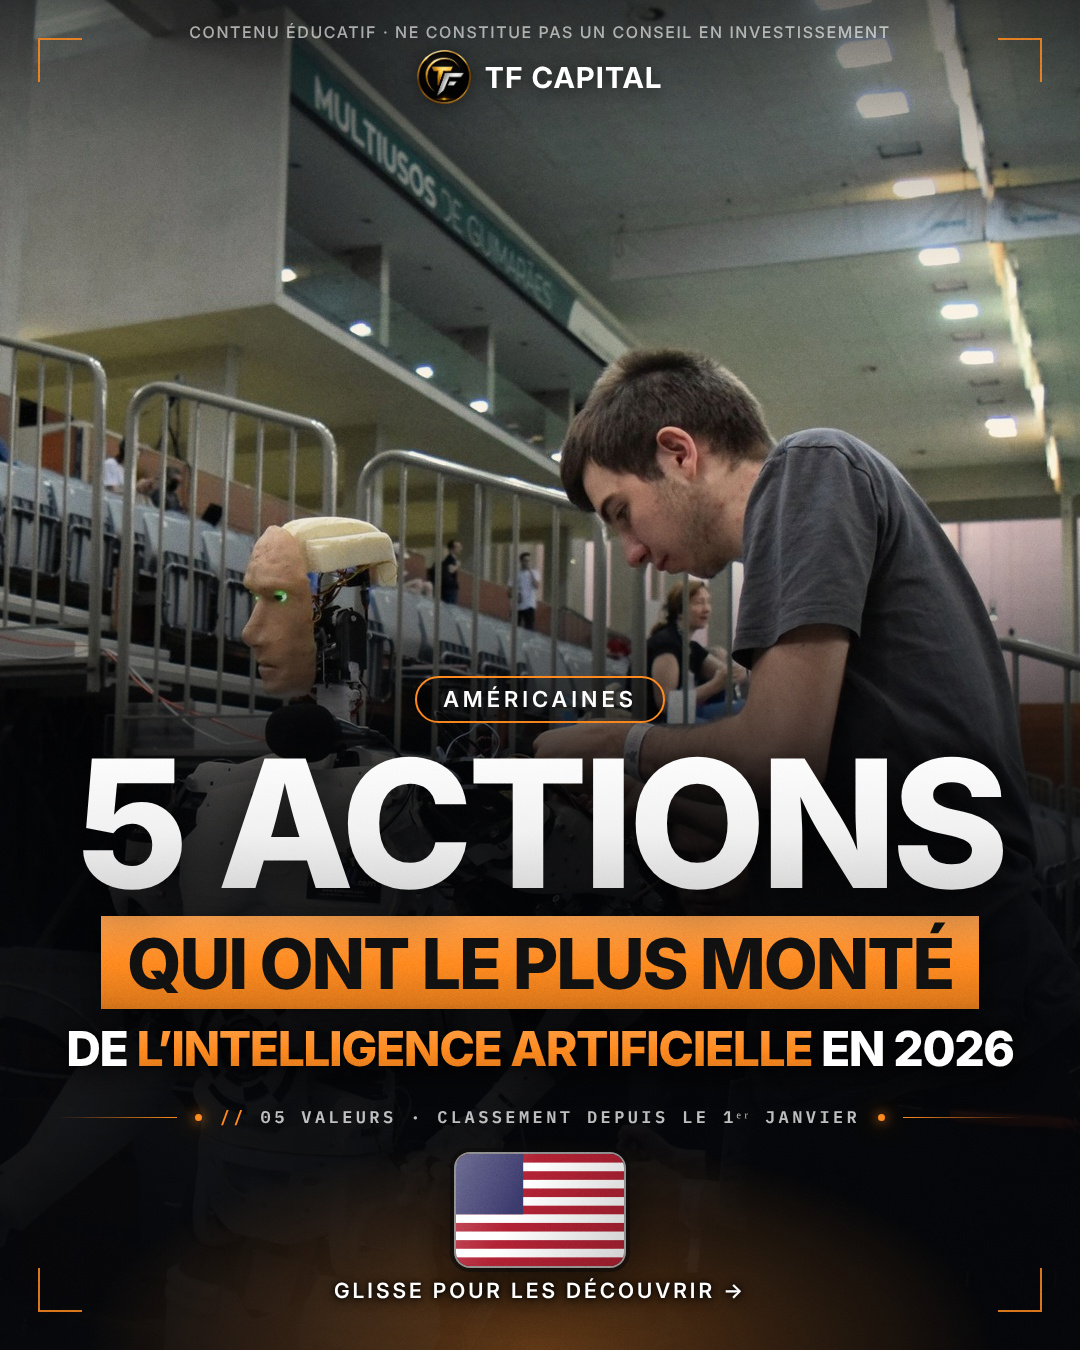 CONTENU ÉDUCATIF · NE CONSTITUE PAS UN CONSEIL EN INVESTISSEMENT
TF
TF CAPITAL
MULTIUSOS DE GUIMARÃES
AMÉRICAINES
5 ACTIONS
QUI ONT LE PLUS MONTÉ
DE L’INTELLIGENCE ARTIFICIELLE EN 2026
// 05 VALEURS · CLASSEMENT DEPUIS LE 1er JANVIER
GLISSE POUR LES DÉCOUVRIR →